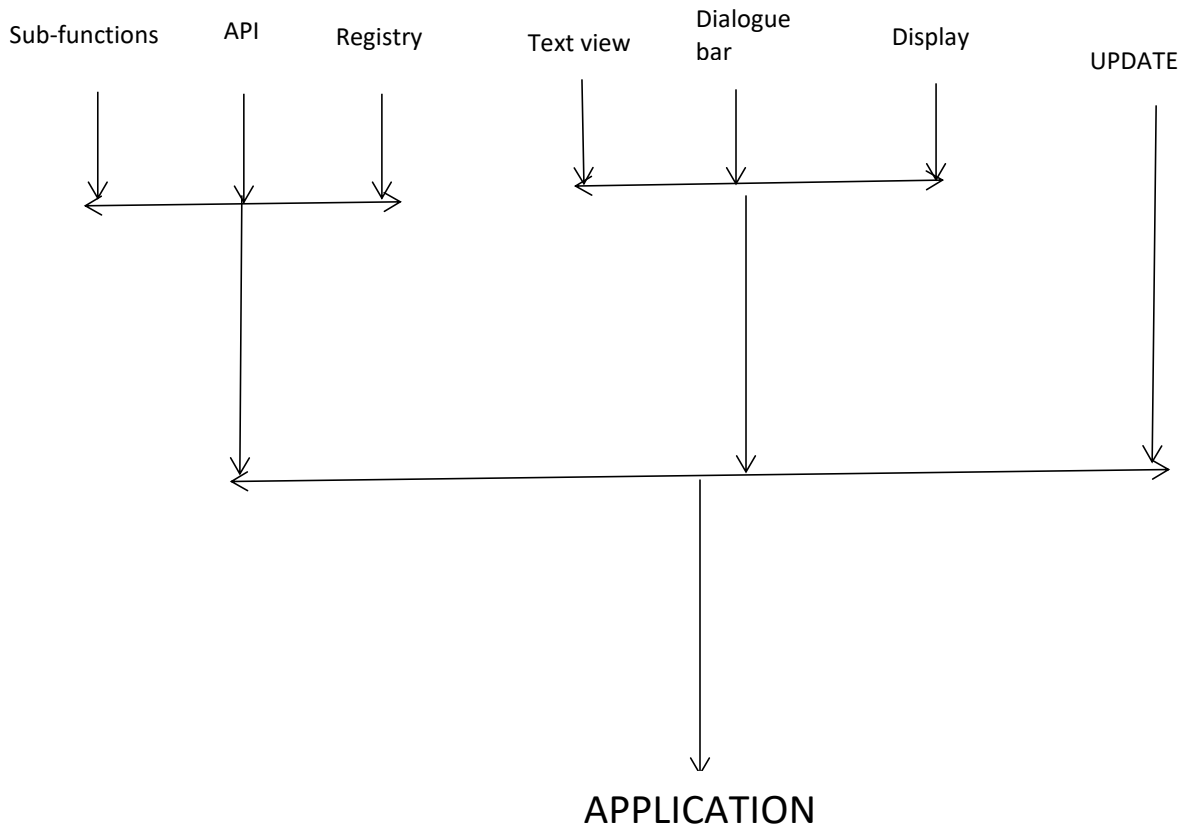 Sub-functions
API
Registry
Text view
Dialogue
bar
Display
UPDATE
APPLICATION